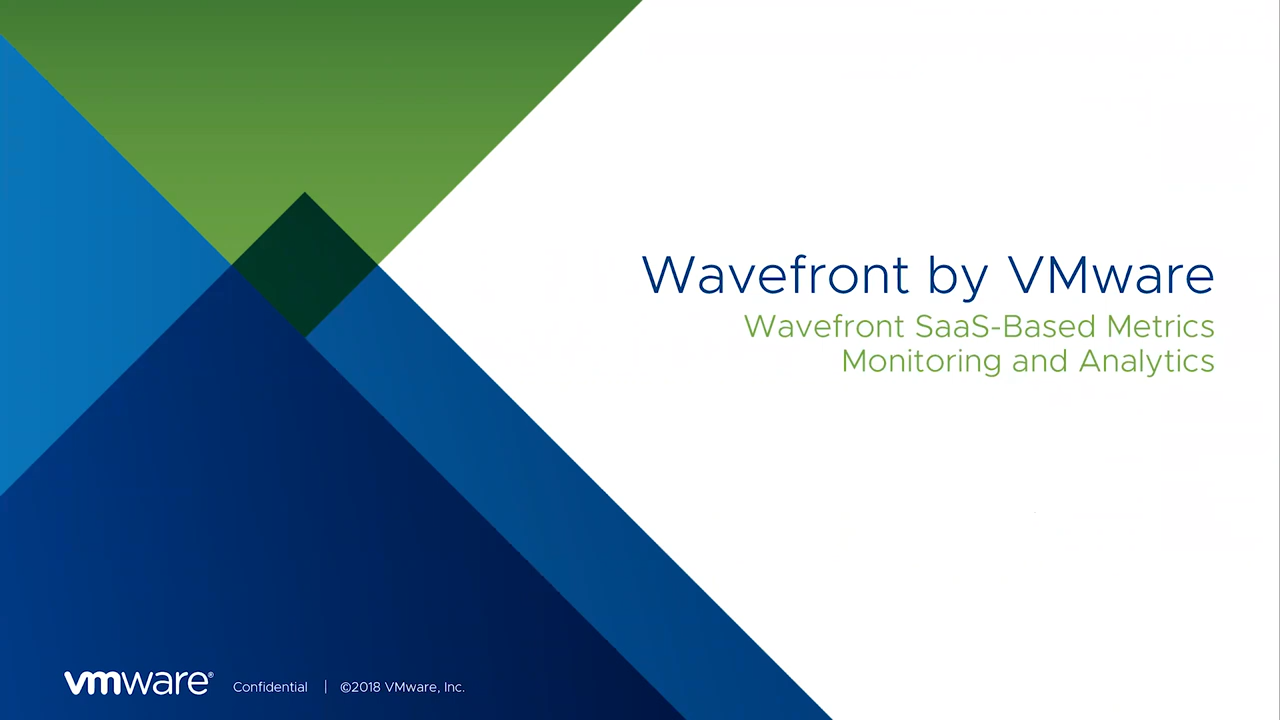 Wavefront by VMware
Wavefront SaaS-Based Metrics
Monitoring and Analytics
vmware® Confidential | ©2018 VMware, Inc.